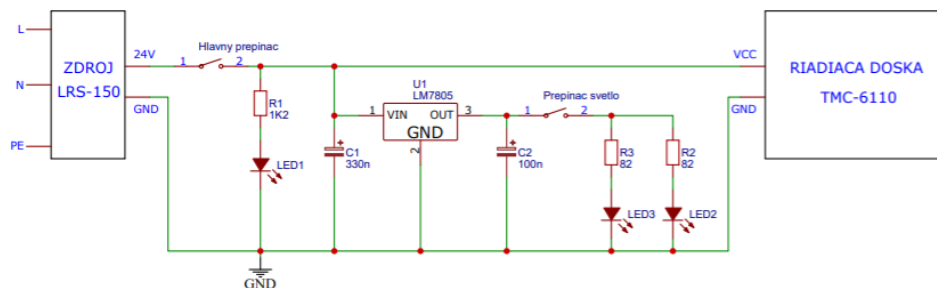 L
N
PE
ZDROJ
LRS-150
24V
GND
Hlavny prepinac
1
2
R1
1K2
LED1
C1
330n
U1
LM7805
1
VIN
OUT
3
GND
2
C2
100n
Prepinac svetlo
1
2
R3
82
LED3
R2
82
LED2
VCC
GND
RIADIACA DOSKA
TMC-6110
GND